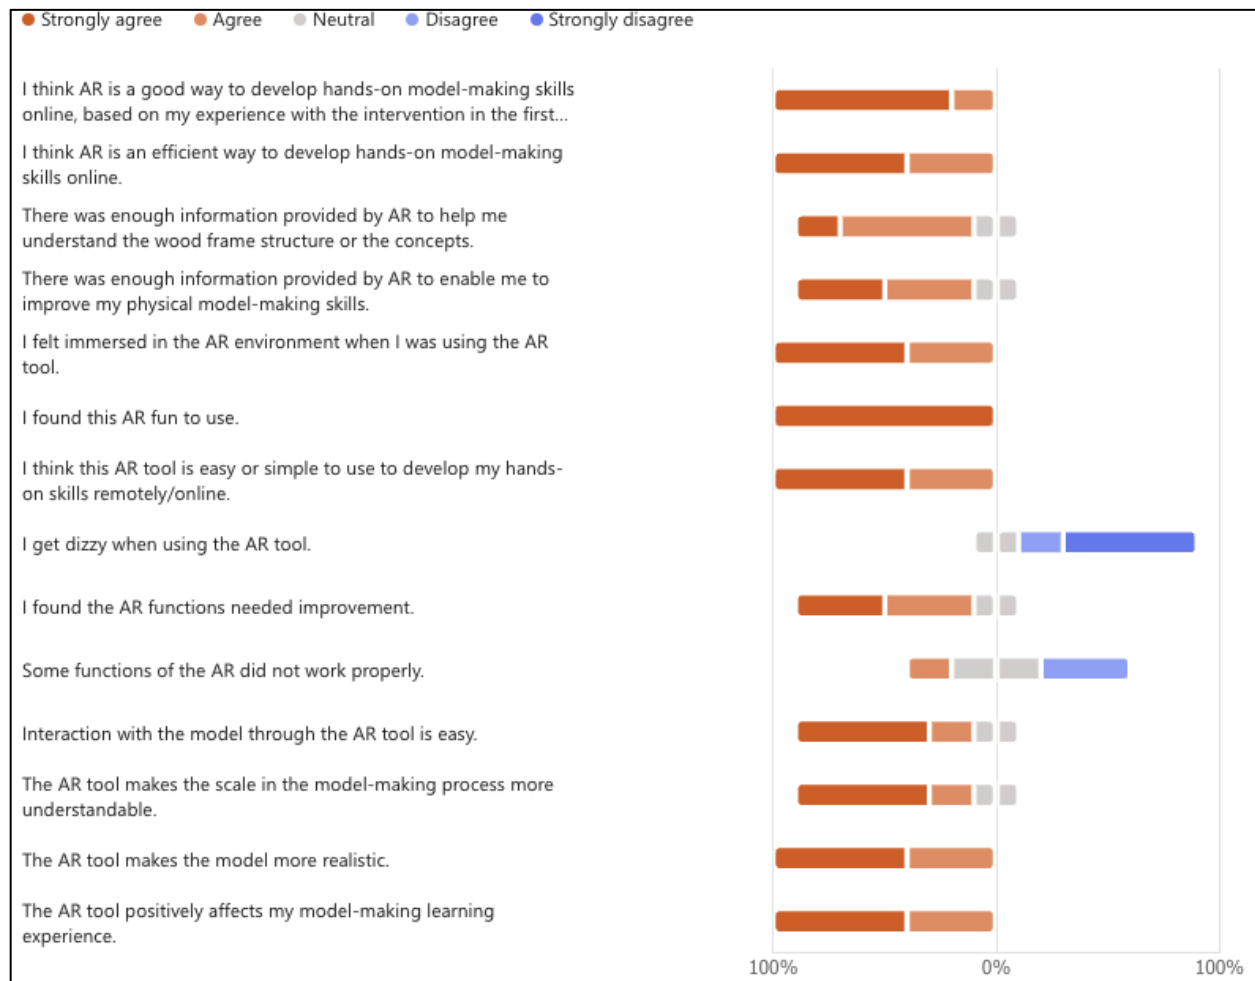 Strongly agree Agree Neutral Disagree Strongly disagree
I think AR is a good way to develop hands-on model-making skills
online, based on my experience with the intervention in the first...
I think AR is an efficient way to develop hands-on model-making
skills online.
There was enough information provided by AR to help me
understand the wood frame structure or the concepts.
There was enough information provided by AR to enable me to
improve my physical model-making skills.
I felt immersed in the AR environment when I was using the AR
tool.
I found this AR fun to use.
I think this AR tool is easy or simple to use to develop my hands-
on skills remotely/online.
I get dizzy when using the AR tool.
I found the AR functions needed improvement.
Some functions of the AR did not work properly.
Interaction with the model through the AR tool is easy.
The AR tool makes the scale in the model-making process more
understandable.
The AR tool makes the model more realistic.
The AR tool positively affects my model-making learning
experience.
100% 0% 100%